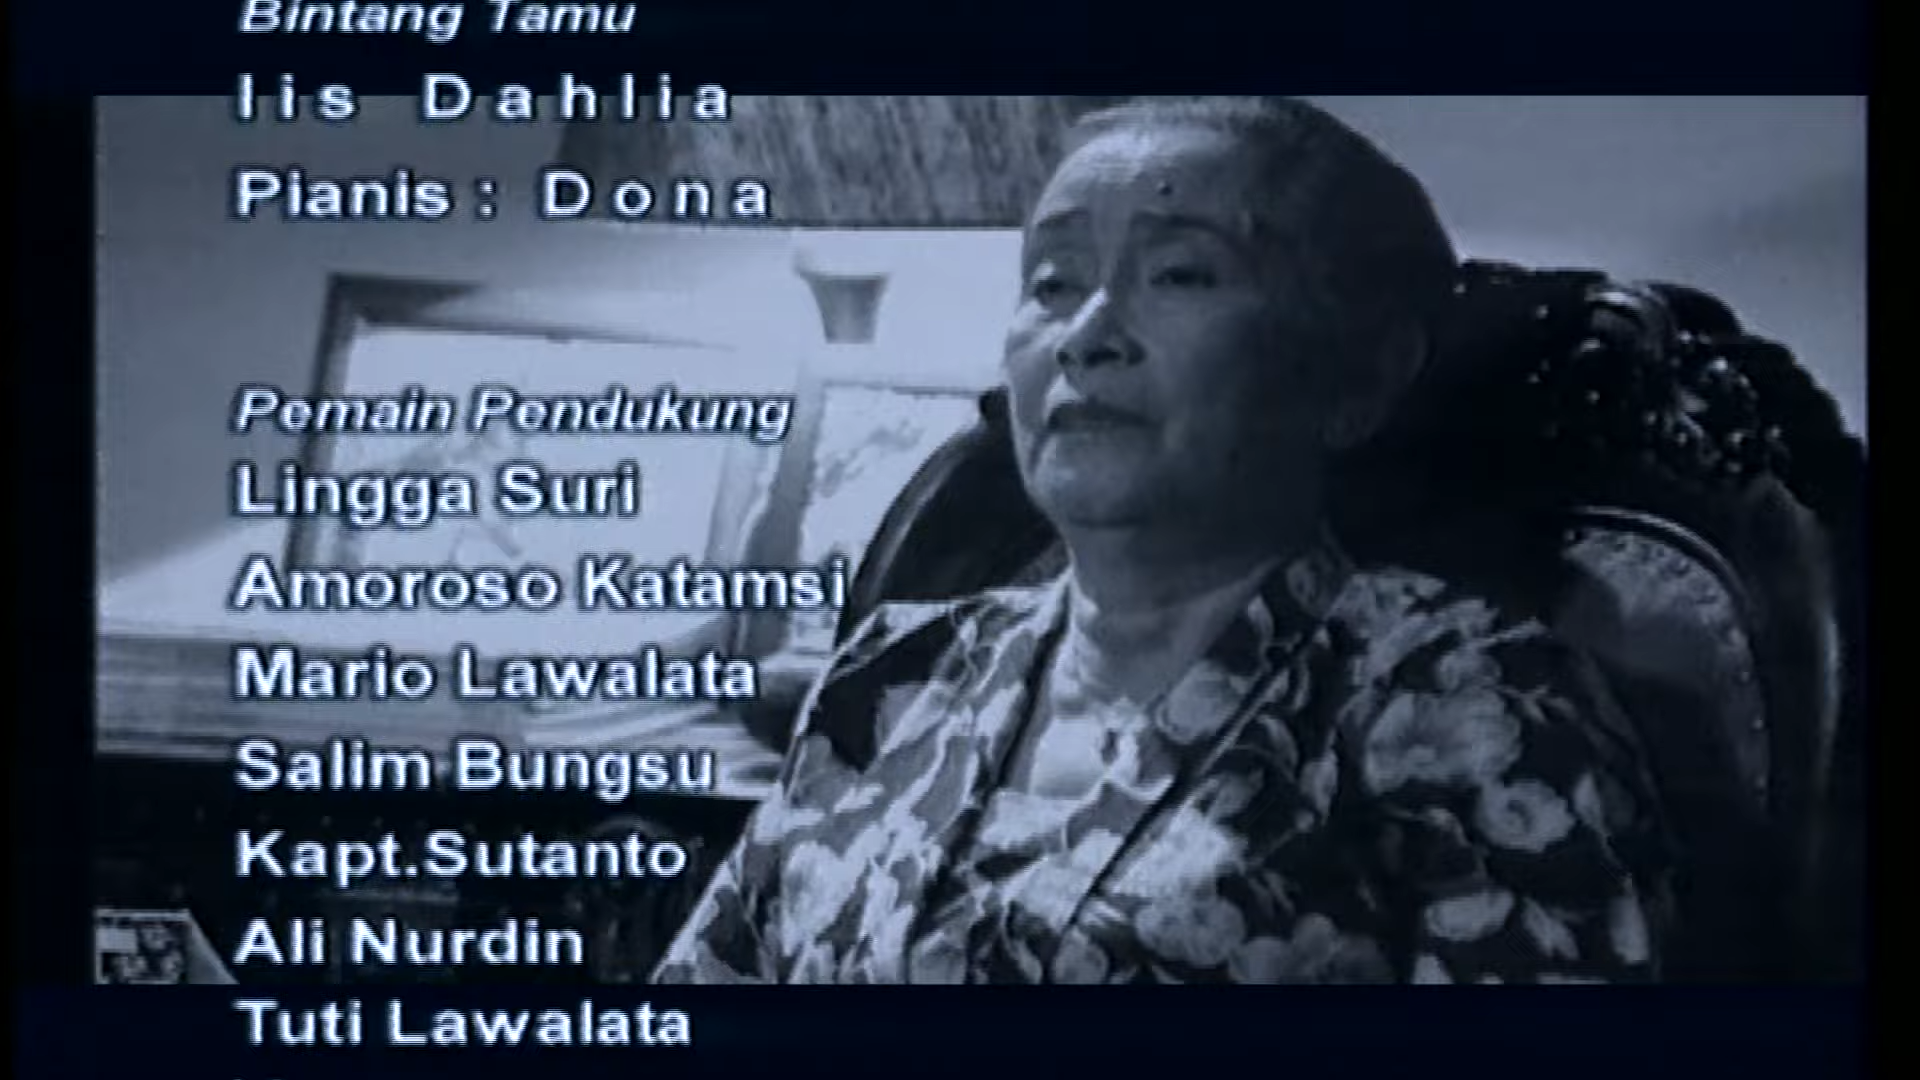 Bintang Tamu
Iis Dahlia
Pianis : Dona
Pemain Pendukung
Lingga Suri
Amoroso Katamsi
Mario Lawalata
Salim Bungsu
Kapt.Sutanto
Ali Nurdin
Tuti Lawalata